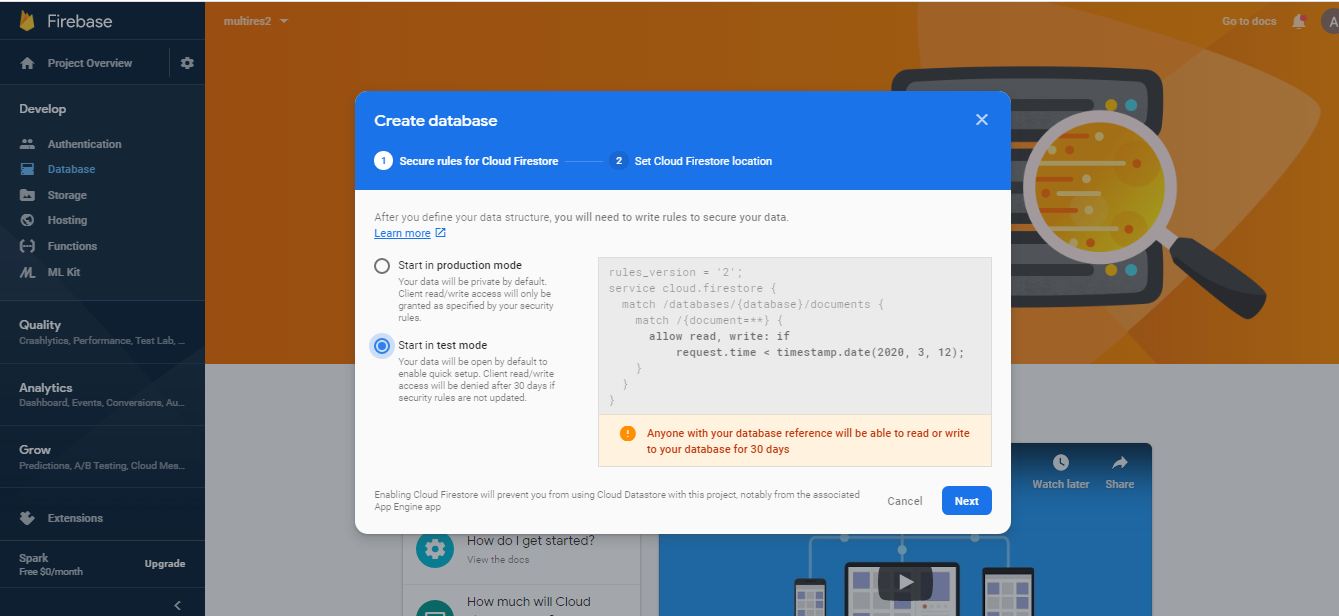 Firebase
multires2
Go to docs
A
Project Overview
Develop
Authentication
Database
Storage
Hosting
Functions
ML Kit
Quality
Crashlytics, Performance, Test Lab, ...
Analytics
Dashboard, Events, Conversions, Au...
Grow
Predictions, A/B Testing, Cloud Mes...
Extensions
Spark
Free $0/month
Upgrade
Create database
1 Secure rules for Cloud Firestore
2 Set Cloud Firestore location
After you define your data structure, you will need to write rules to secure your data.
Learn more
Start in production mode
Your data will be private by default.
Client read/write access will only be
granted as specified by your security
rules.
Start in test mode
Your data will be open by default to
enable quick setup. Client read/write
access will be denied after 30 days if
security rules are not updated.
rules_version = '2';
service cloud.firestore {
match /databases/{database}/documents {
match /{document=**} {
allow read, write: if
request.time < timestamp.date(2020, 3, 12);
}
}
}
! Anyone with your database reference will be able to read or write
to your database for 30 days
Enabling Cloud Firestore will prevent you from using Cloud Datastore with this project, notably from the associated
App Engine app
Cancel
Next
Watch later
Share
How do I get started?
View the docs
How much will Cloud